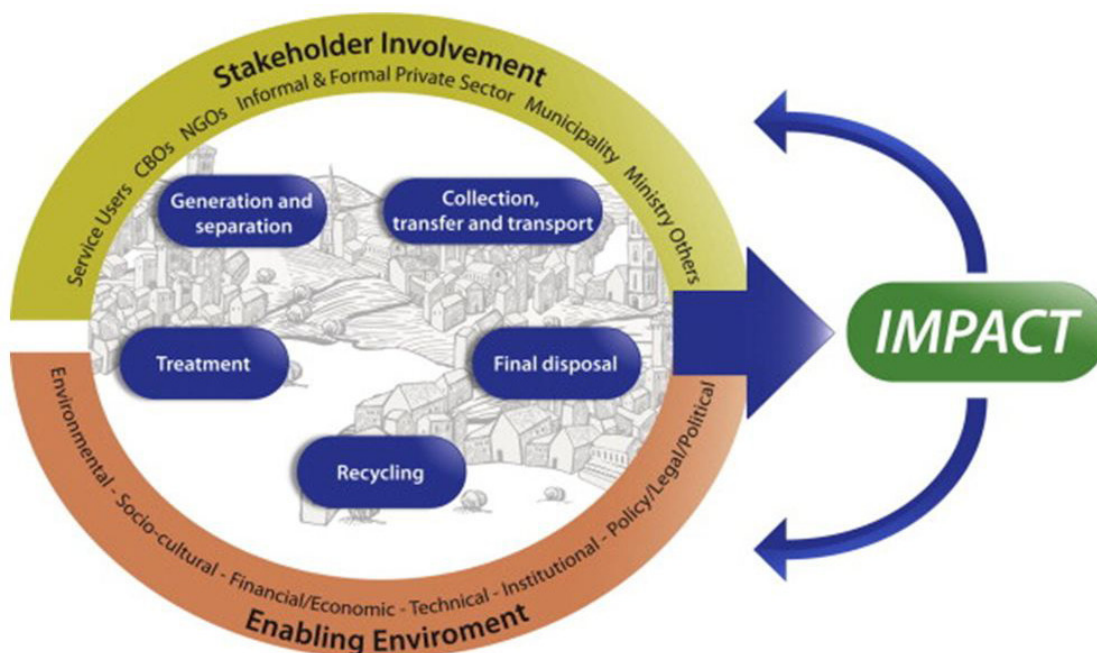 Stakeholder Involvement
Service Users CBOs NGOs Informal & Formal Private Sector Municipality Ministry Others
Generation and
separation
Collection,
transfer and transport
Treatment
Final disposal
Recycling
IMPACT
Environmental - Socio-cultural - Financial/Economic - Technical - Institutional - Policy/Legal/Political
Enabling Enviroment